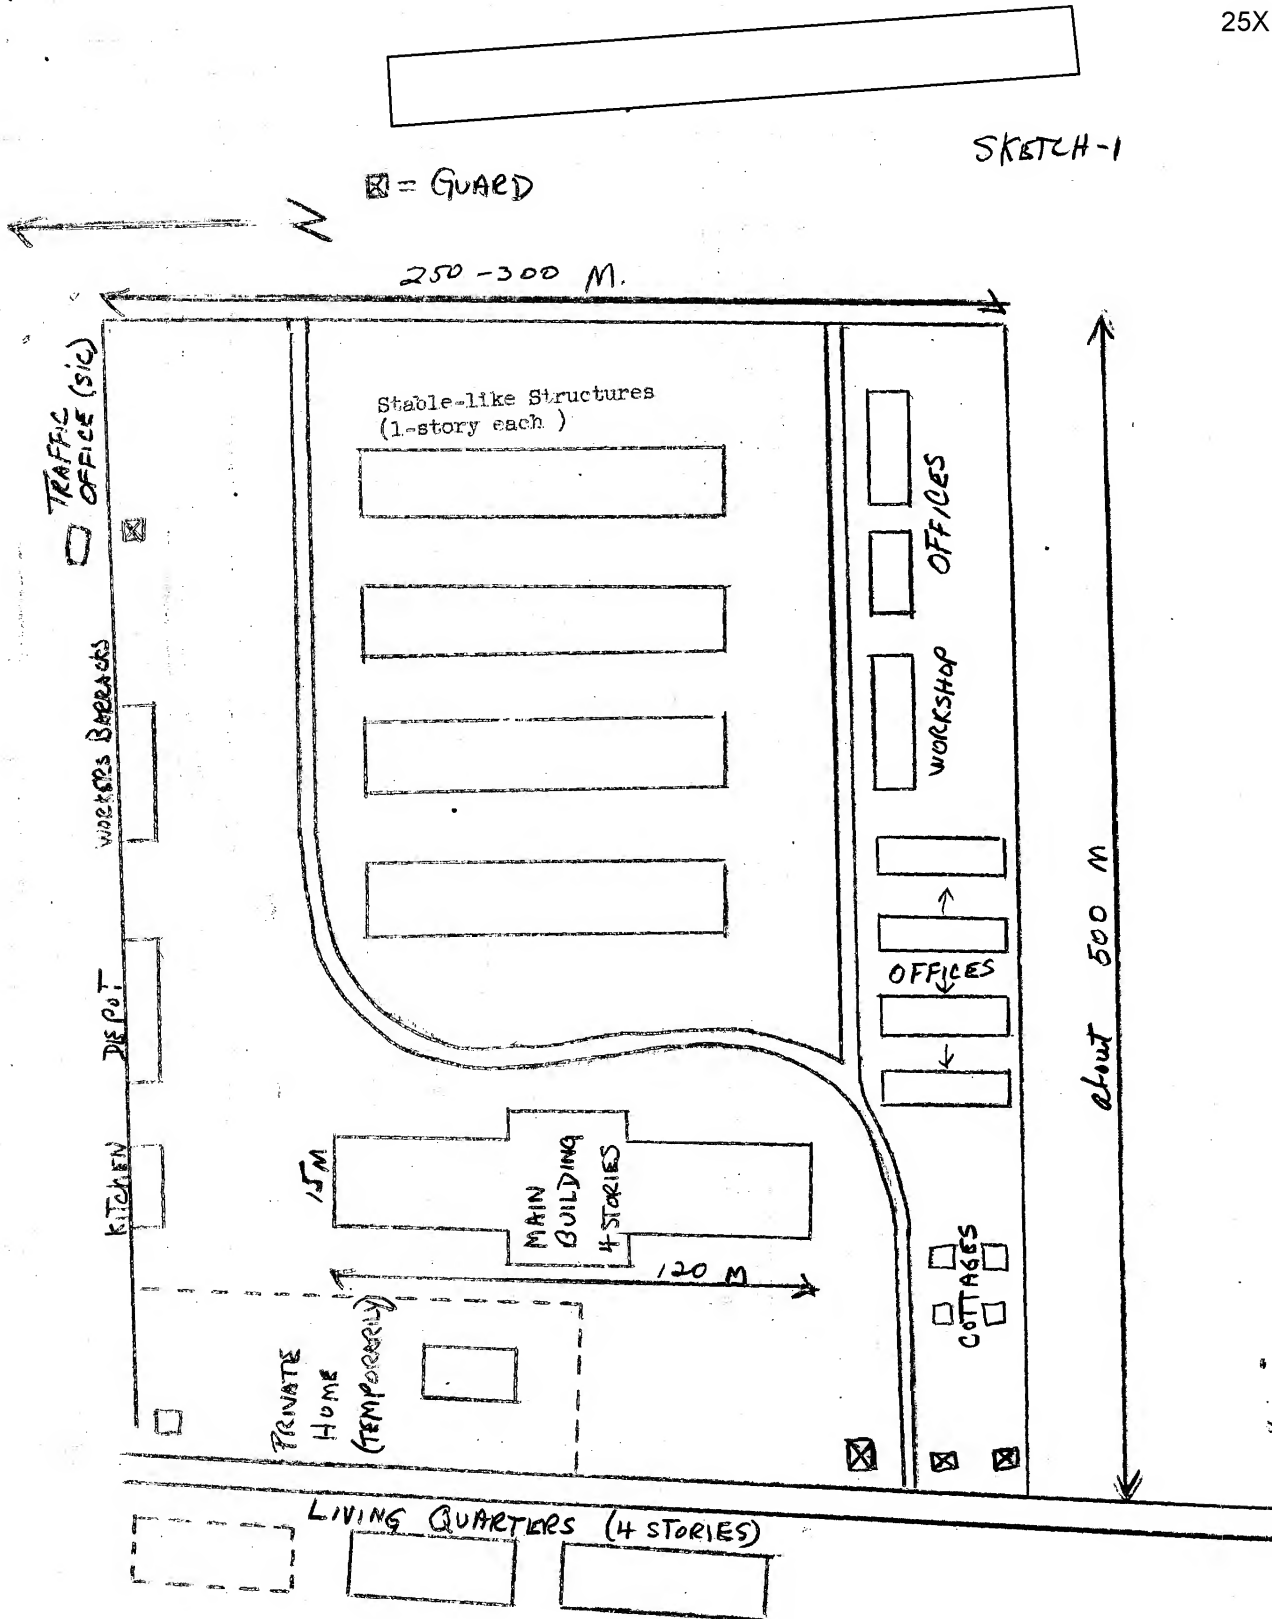 25X
SKETCH-1
= GUARD
N
250-300 M.
TRAFFIC
OFFICE (sic)
Stable-like Structures
(1-story each )
OFFICES
WORKERS BARRACKS
WORKSHOP
about 500 M
DEPOT
OFFICES
KITCHEN
15M
MAIN
BUILDING
4 STORIES
120 M
COTTAGES
PRIVATE
HOME
(TEMPORARILY)
LIVING QUARTERS (4 STORIES)